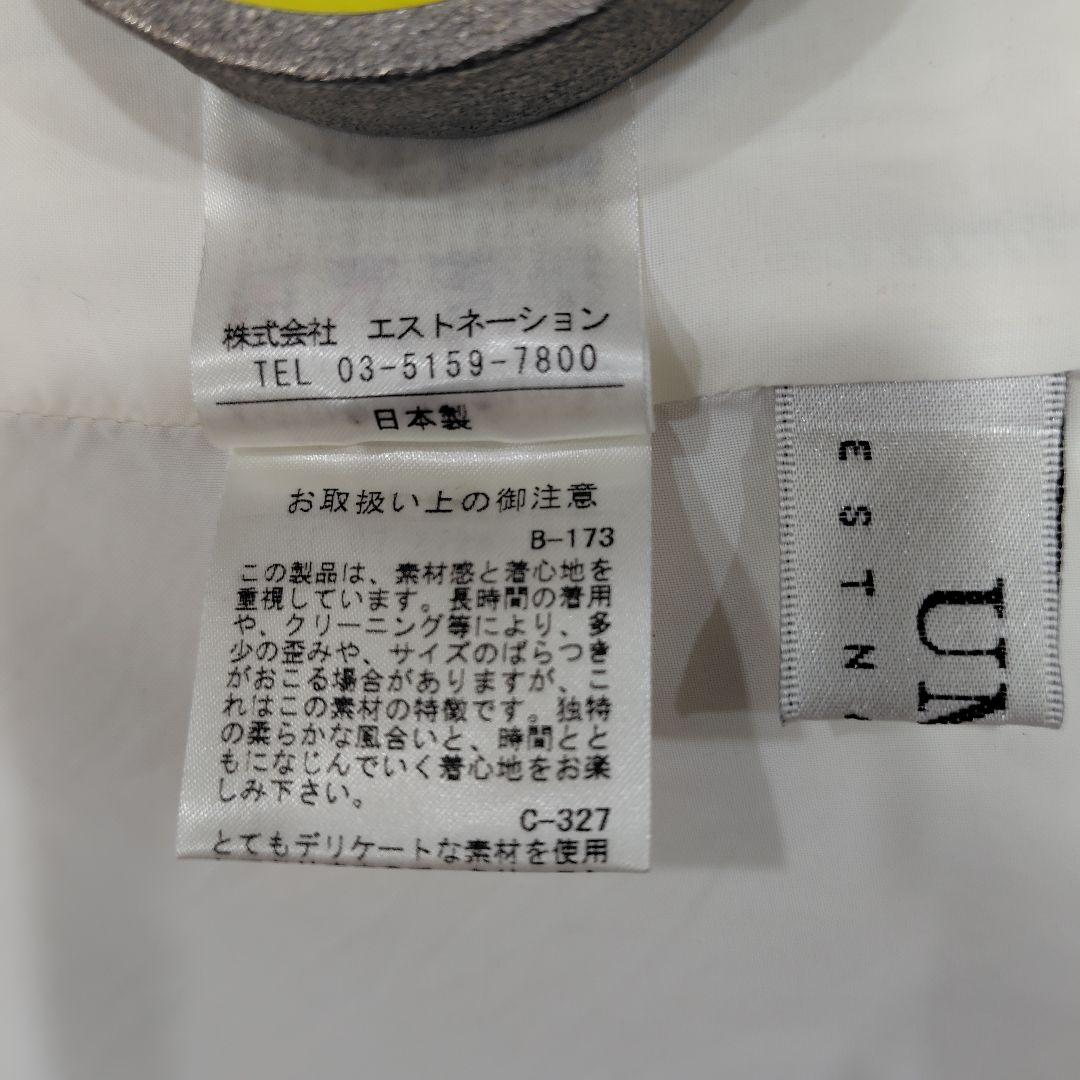 株式会社 エストネーション
TEL 03-5159-7800
日本製
お取扱い上の御注意
B-173
この製品は、素材感と着心地を
重視しています。長時間の着用
や、クリーニング等により、多
少の歪みや、サイズのばらつき
がおこる場合がありますが、こ
れはこの素材の特徴です。独特
の柔らかな風合いと、時間とと
もになじんでいく着心地をお楽
しみ下さい。
C-327
とてもデリケートな素材を使用
UN
ESTN